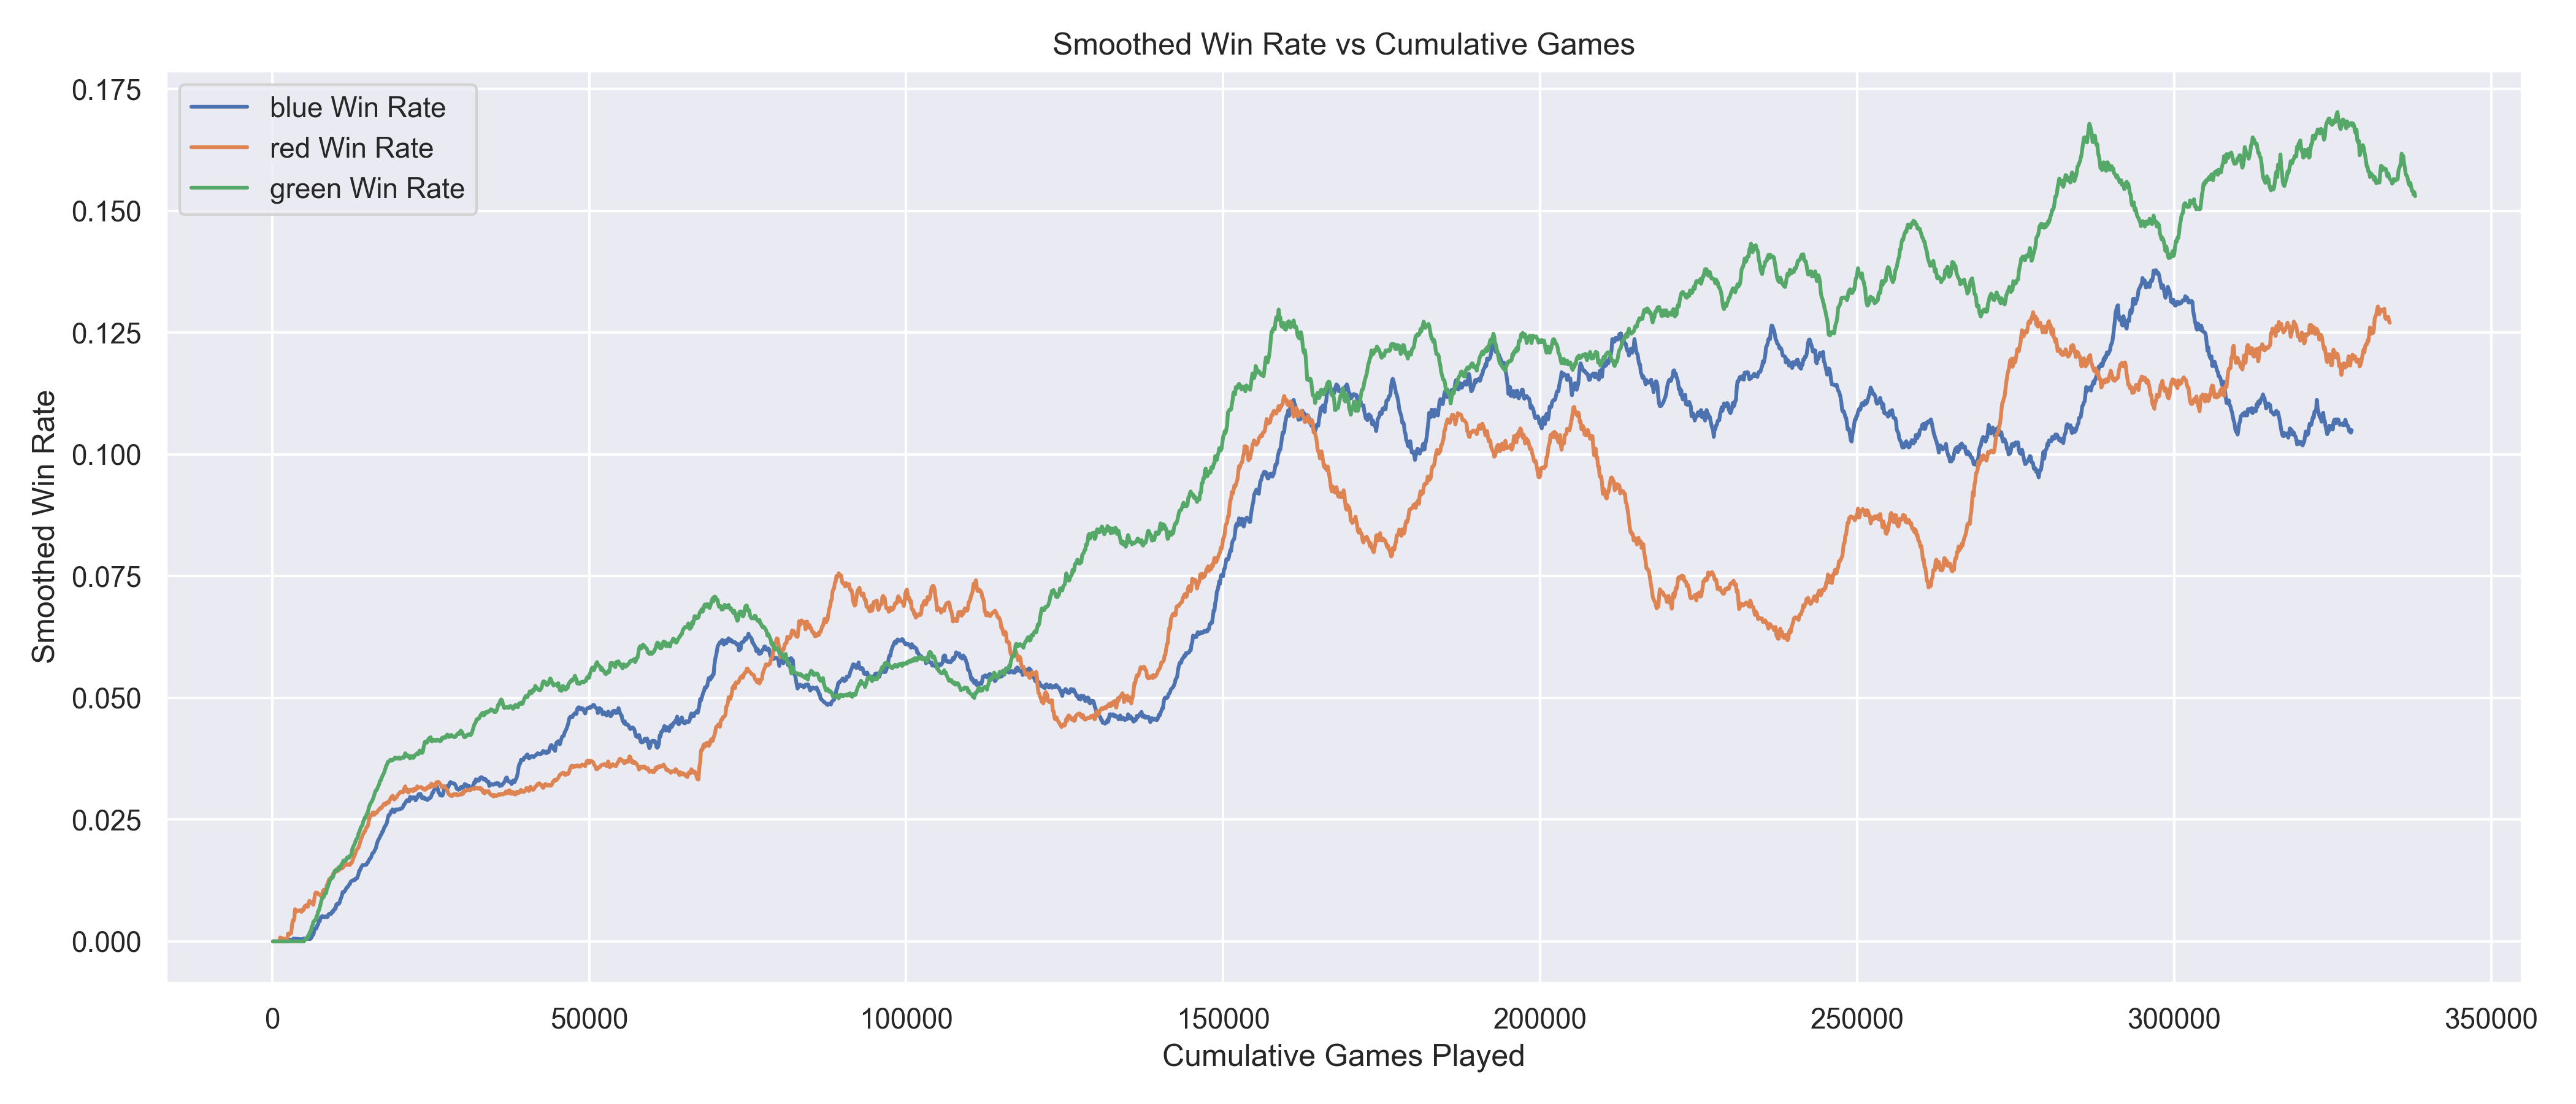 Smoothed Win Rate vs Cumulative Games
blue Win Rate
red Win Rate
green Win Rate
Smoothed Win Rate
0.175
0.150
0.125
0.100
0.075
0.050
0.025
0.000
0
50000
100000
150000
200000
250000
300000
350000
Cumulative Games Played